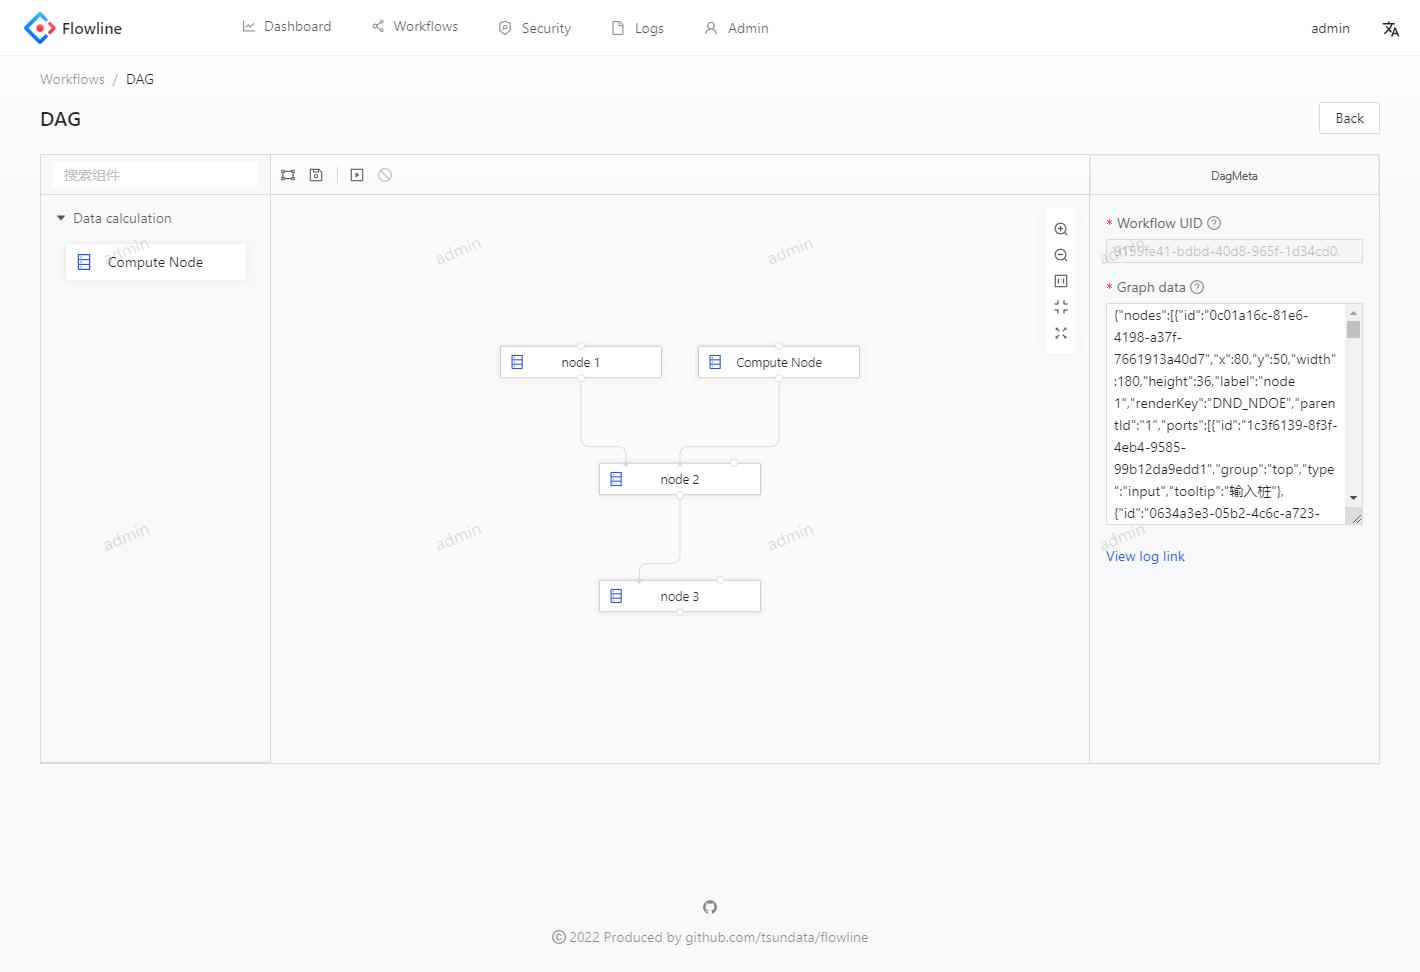 Flowline
Dashboard
Workflows
Security
Logs
Admin
admin
Workflows / DAG
DAG
Back
搜索组件
DagMeta
Data calculation
Compute Node
admin
admin
admin
admin
admin
admin
admin
admin
node 1
Compute Node
node 2
node 3
* Workflow UID
9199fe41-bdbd-40d8-965f-1d34cd0
* Graph data
{"nodes":[{"id":"0c01a16c-81e6-
4198-a37f-
7661913a40d7","x":80,"y":50,"width"
:180,"height":36,"label":"node
1","renderKey":"DND_NDOE","paren
tId":"1","ports":[{"id":"1c3f6139-8f3f-
4eb4-9585-
99b12da9edd1","group":"top","type
":"input","tooltip":"输入桩"},
{"id":"0634a3e3-05b2-4c6c-a723-
View log link
© 2022 Produced by github.com/tsundata/flowline